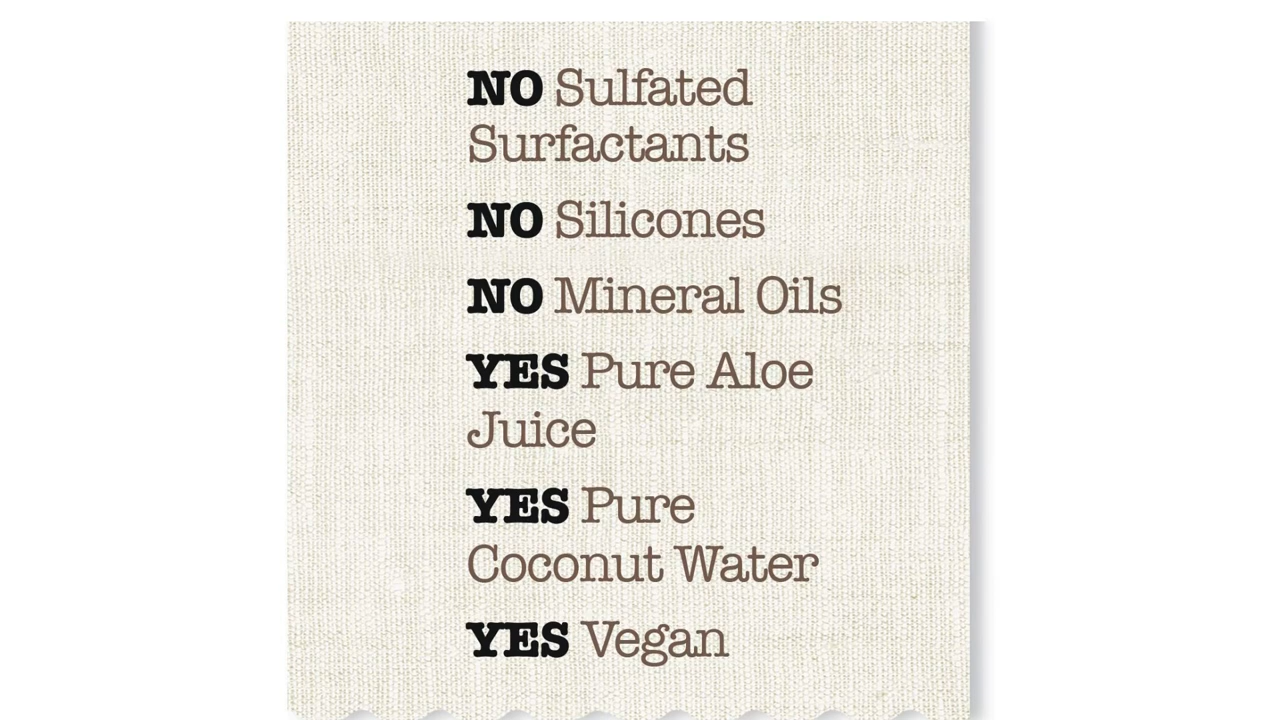 NO Sulfated
Surfactants
NO Silicones
NO Mineral Oils
YES Pure Aloe
Juice
YES Pure
Coconut Water
YES Vegan